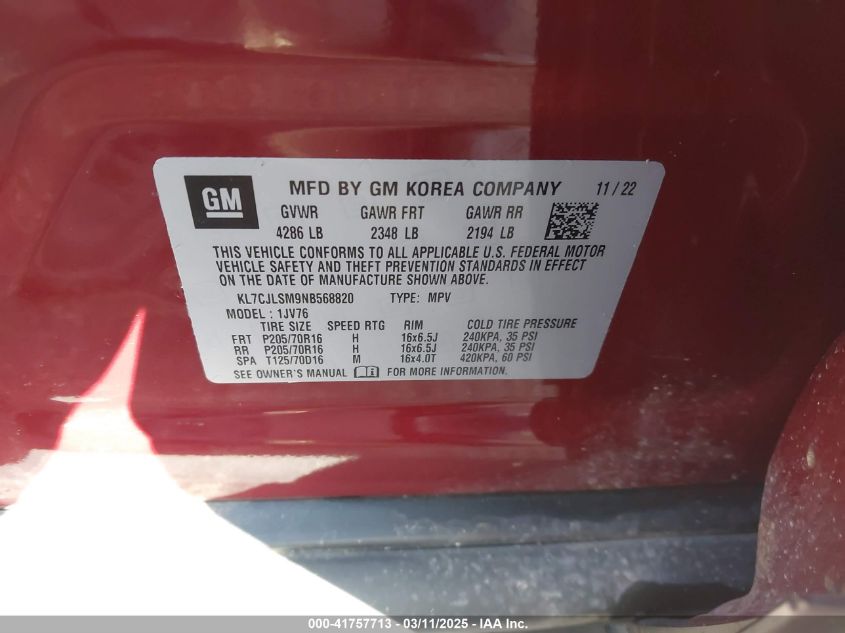 GM
MFD BY GM KOREA COMPANY 11/22
GVWR GAWR FRT GAWR RR
4286 LB 2348 LB 2194 LB
THIS VEHICLE CONFORMS TO ALL APPLICABLE U.S. FEDERAL MOTOR
VEHICLE SAFETY AND THEFT PREVENTION STANDARDS IN EFFECT
ON THE DATE OF MANUFACTURE SHOWN ABOVE.
KL7CJLSM9NB568820 TYPE: MPV
MODEL: 1JV76
TIRE SIZE SPEED RTG RIM COLD TIRE PRESSURE
FRT P205/70R16 H 16x6.5J 240KPA, 35 PSI
RR P205/70R16 H 16x6.5J 240KPA, 35 PSI
SPA T125/70D16 M 16x4.0T 420KPA, 60 PSI
SEE OWNER'S MANUAL FOR MORE INFORMATION.
000-41757713 - 03/11/2025 - IAA Inc.